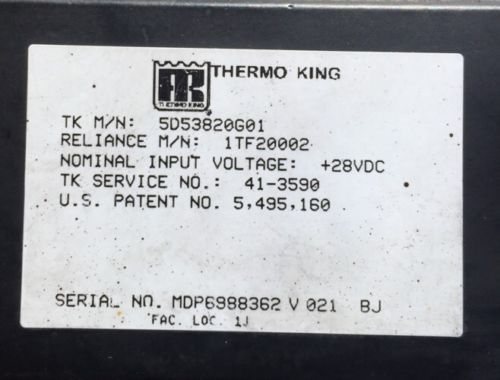 THERMO KING
TK
THERMO KING
TK M/N: 5D53820G01
RELIANCE M/N: 1TF20002
NOMINAL INPUT VOLTAGE: +28VDC
TK SERVICE NO.: 41-3590
U.S. PATENT NO. 5,495,160
SERIAL NO. MDP6988362 V 021 BJ
FAC. LOC. 1J